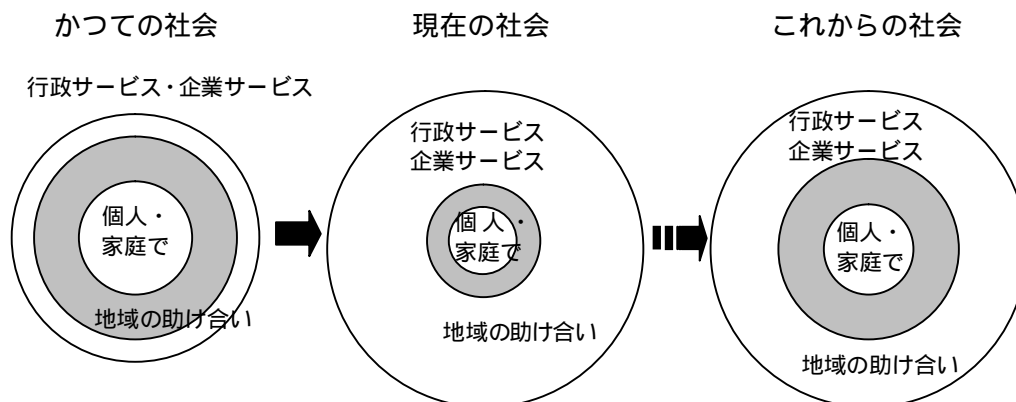 かつての社会
現在の社会
これからの社会
行政サービス・企業サービス
個人・
家庭で
地域の助け合い
行政サービス
企業サービス
個人・
家庭で
地域の助け合い
行政サービス
企業サービス
個人・
家庭で
地域の助け合い